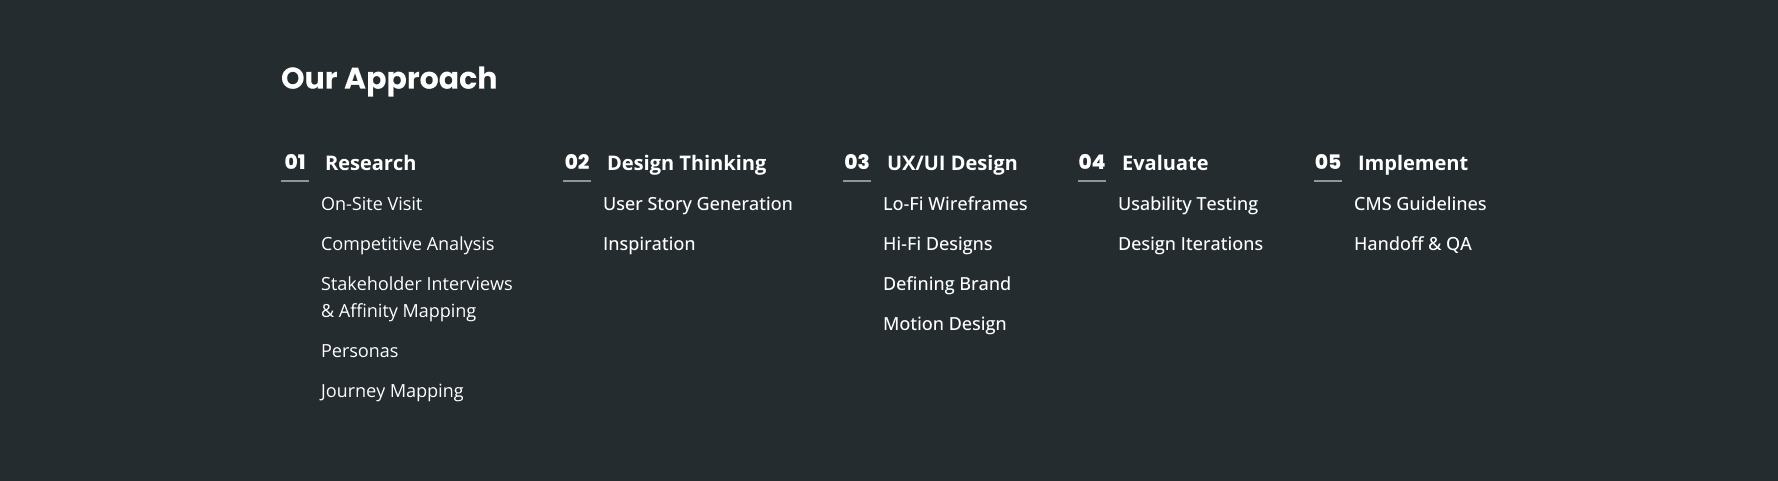 Our Approach
01 Research
On-Site Visit
Competitive Analysis
Stakeholder Interviews
& Affinity Mapping
Personas
Journey Mapping
02 Design Thinking
User Story Generation
Inspiration
03 UX/UI Design
Lo-Fi Wireframes
Hi-Fi Designs
Defining Brand
Motion Design
04 Evaluate
Usability Testing
Design Iterations
05 Implement
CMS Guidelines
Handoff & QA